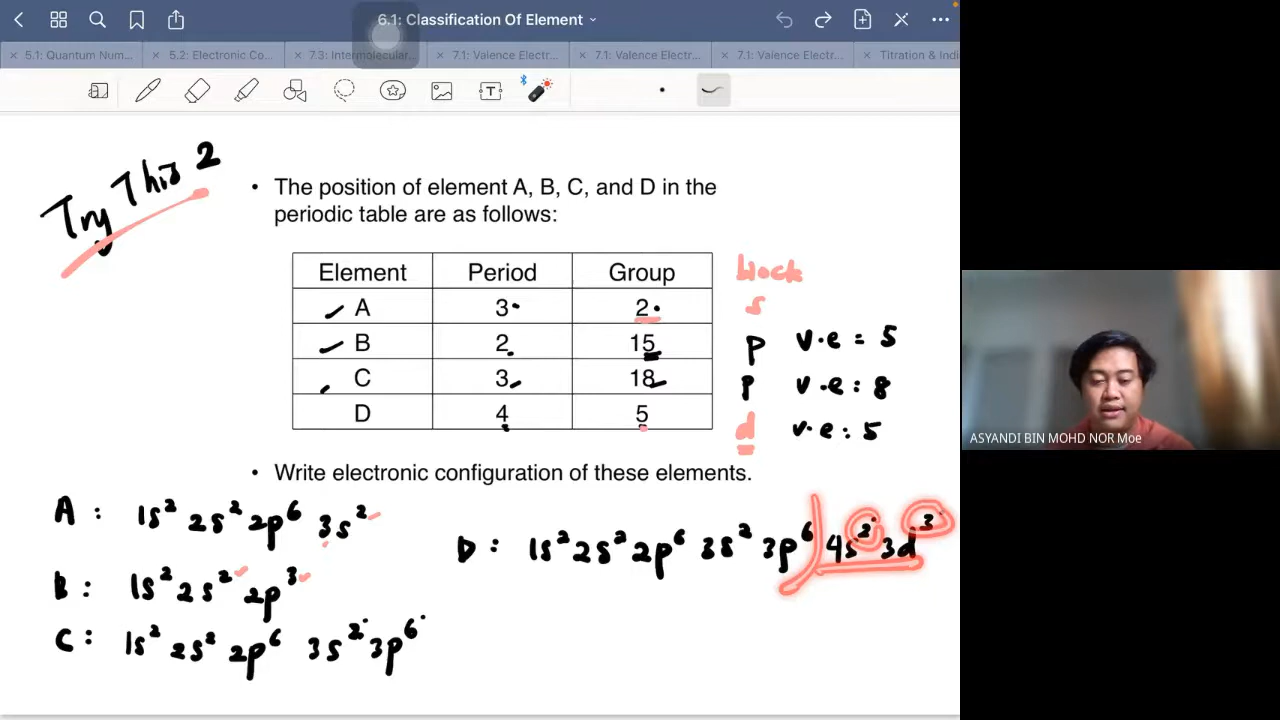 6.1: Classification Of Element
5.1: Quantum Num...
5.2: Electronic Co...
7.3: Intermolecular...
7.1: Valence Electr...
7.1: Valence Electr...
7.1: Valence Electr...
Titration & Indi
Try This 2
• The position of element A, B, C, and D in the
periodic table are as follows:
Element Period Group block
A 3 2 s
B 2 15 p v.e = 5
C 3 18 p v.e : 8
D 4 5 d v.e : 5
• Write electronic configuration of these elements.
A : 1s² 2s² 2p⁶ 3s²
D : 1s² 2s² 2p⁶ 3s² 3p⁶ 4s² 3d³
B : 1s² 2s² 2p³
C : 1s² 2s² 2p⁶ 3s² 3p⁶
ASYANDI BIN MOHD NOR Moe